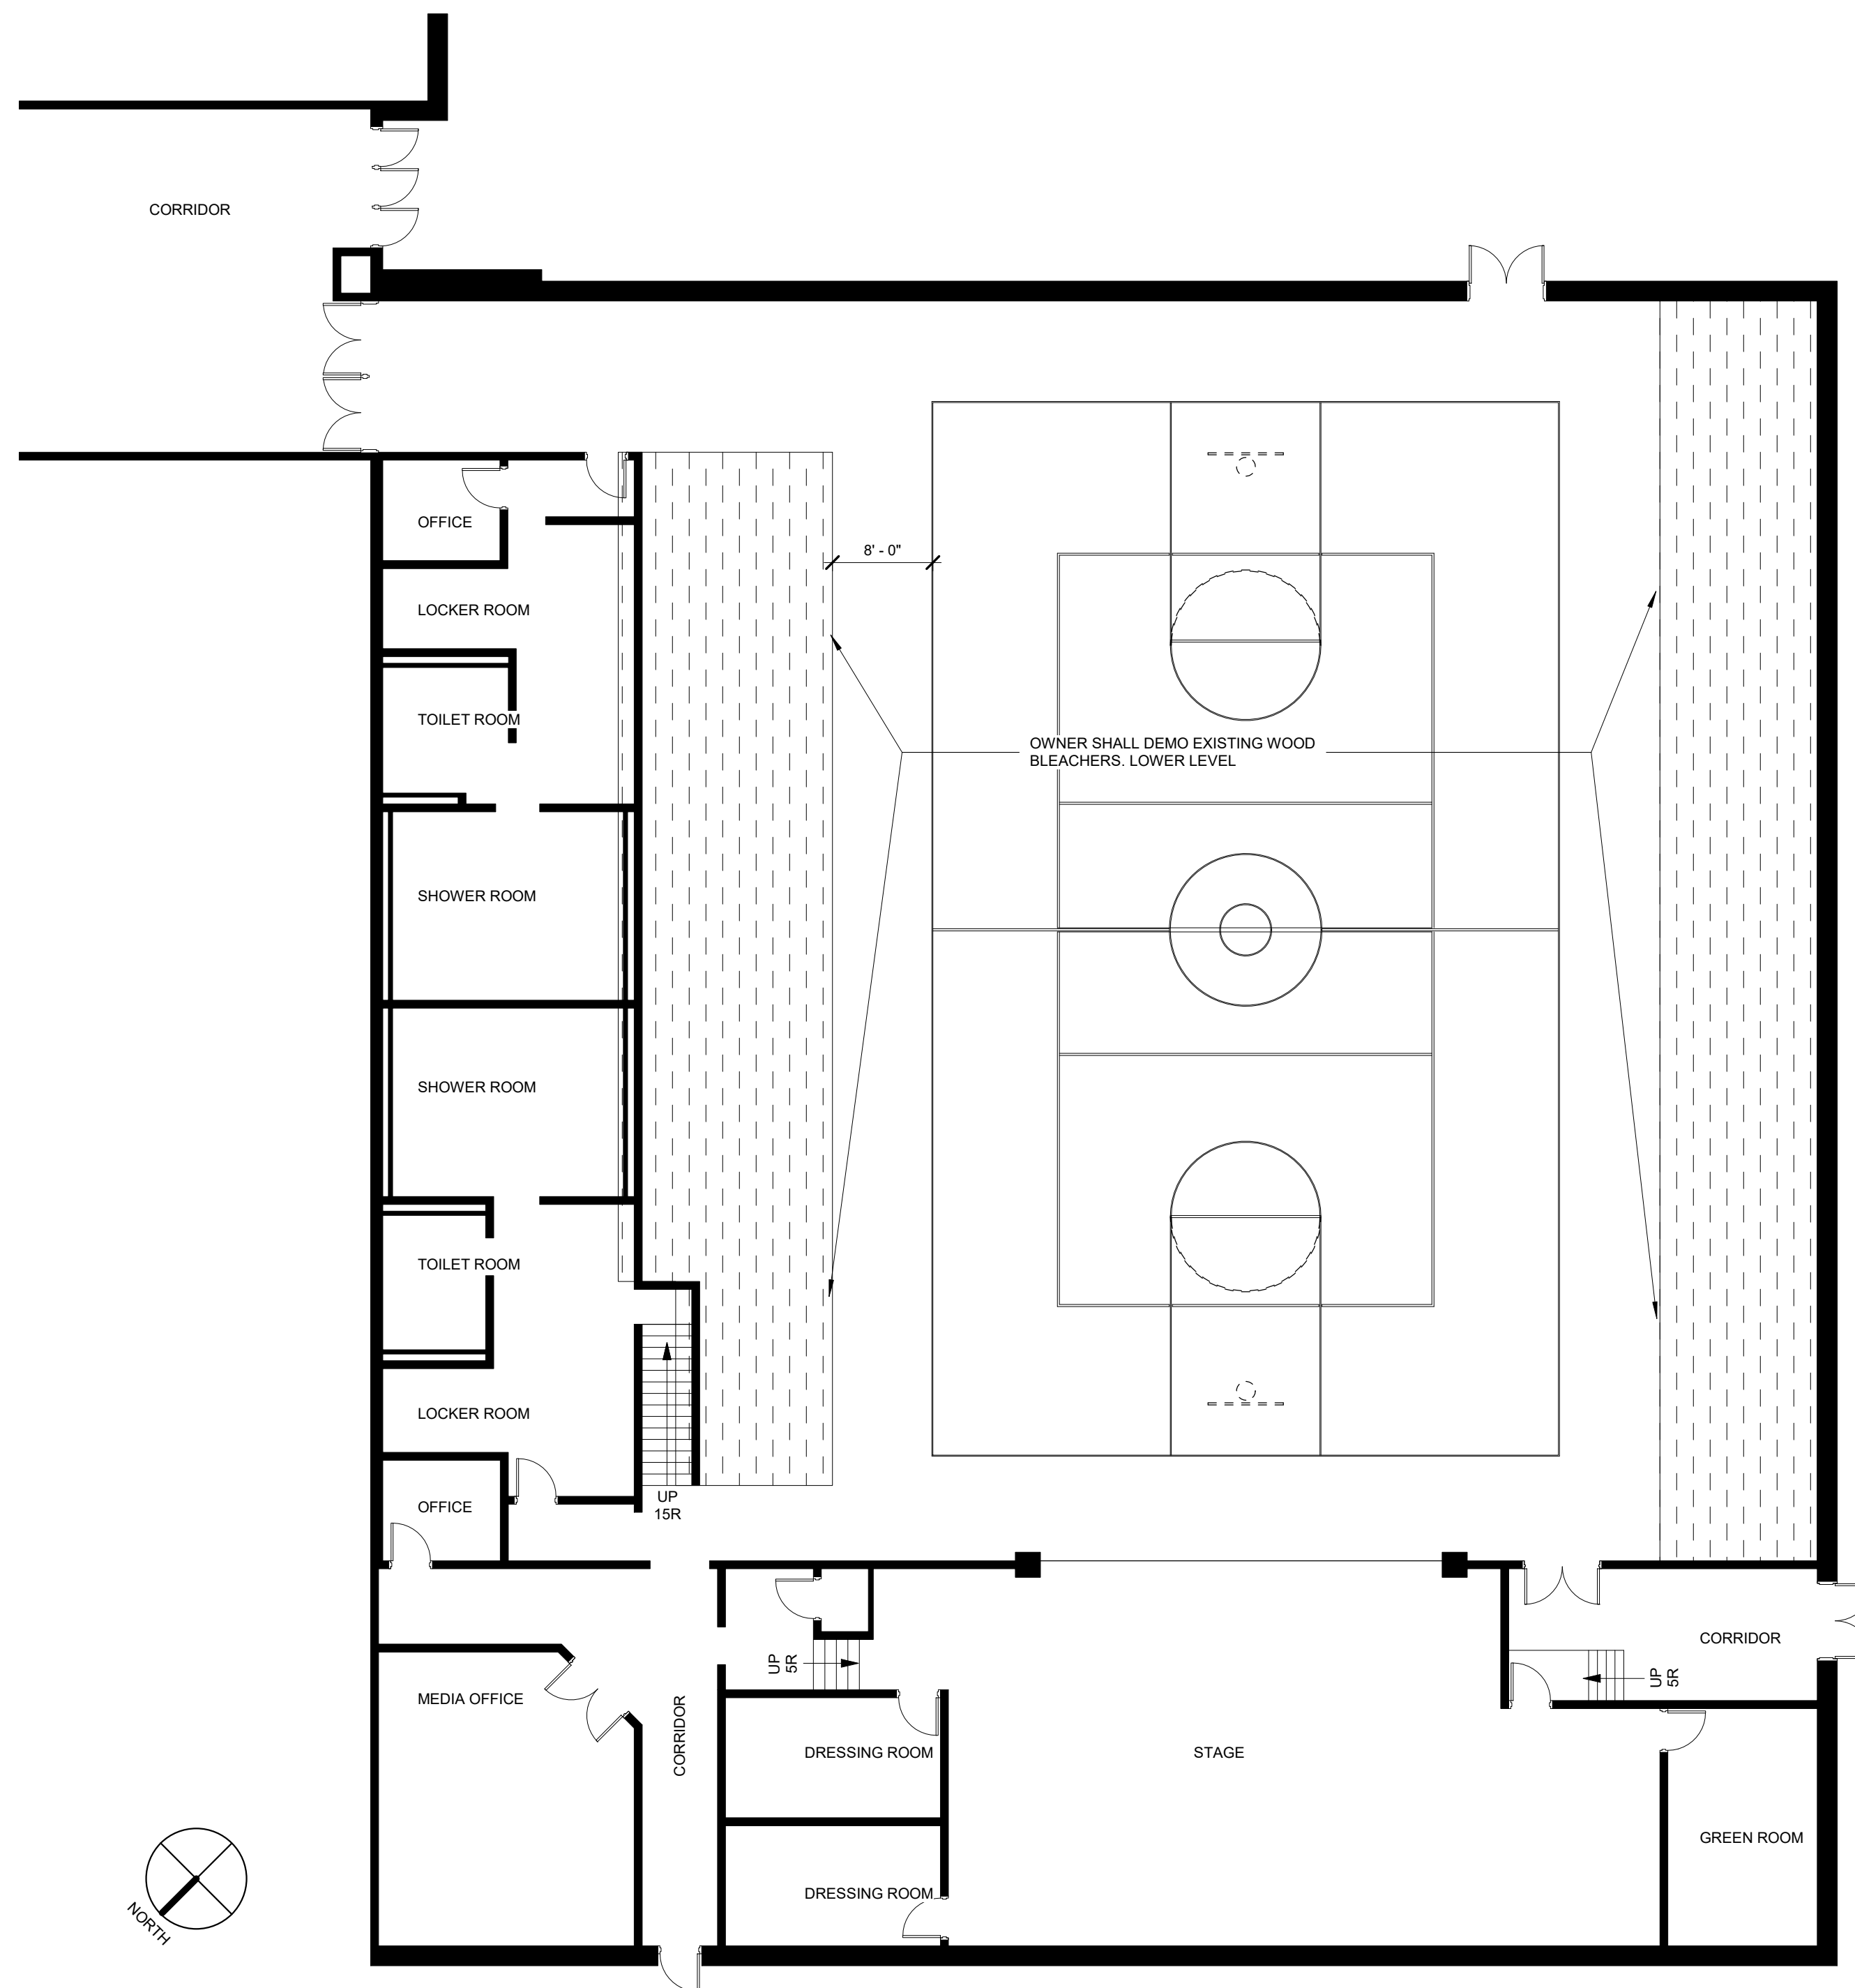 CORRIDOR
OFFICE
8' - 0"
LOCKER ROOM
TOILET ROOM
OWNER SHALL DEMO EXISTING WOOD
BLEACHERS. LOWER LEVEL
SHOWER ROOM
SHOWER ROOM
TOILET ROOM
LOCKER ROOM
OFFICE
UP
15R
CORRIDOR
UP
5R
UP
5R
MEDIA OFFICE
CORRIDOR
DRESSING ROOM
STAGE
GREEN ROOM
DRESSING ROOM
NORTH